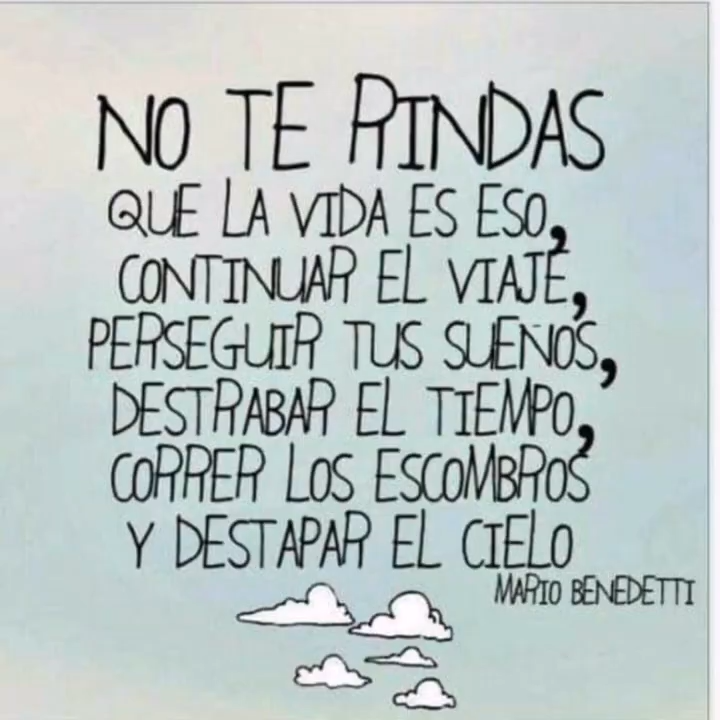 NO TE RINDAS
QUE LA VIDA ES ESO,
CONTINUAR EL VIAJE,
PERSEGUIR TUS SUEÑOS,
DESTRABAR EL TIEMPO,
CORRER LOS ESCOMBROS
Y DESTAPAR EL CIELO
MARIO BENEDETTI